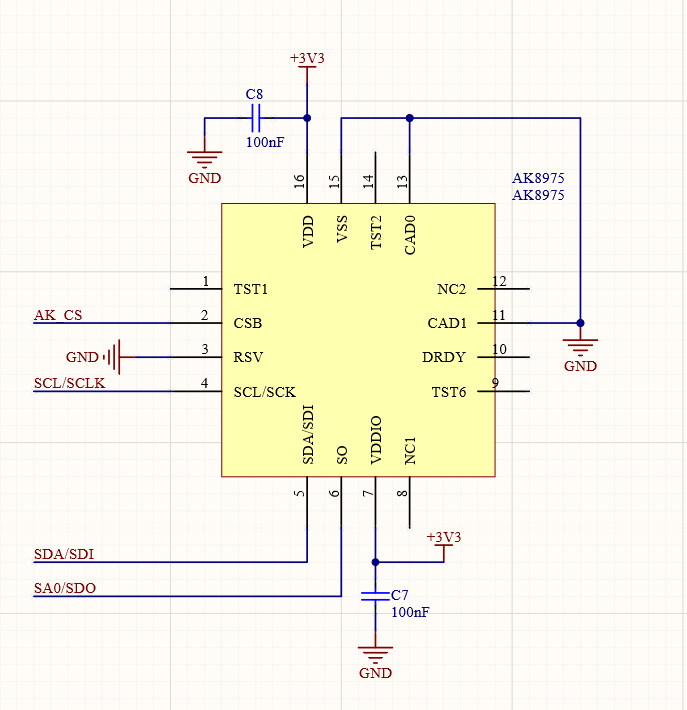 +3V3
C8
100nF
GND
16
15
14
13
AK8975
AK8975
VDD
VSS
TST2
CAD0
1
TST1
NC2
12
AK_CS
2
CSB
CAD1
11
GND
3
RSV
DRDY
10
GND
SCL/SCLK
4
SCL/SCK
TST6
9
SDA/SDI
SO
VDDIO
NC1
5
6
7
8
+3V3
SDA/SDI
SA0/SDO
C7
100nF
GND